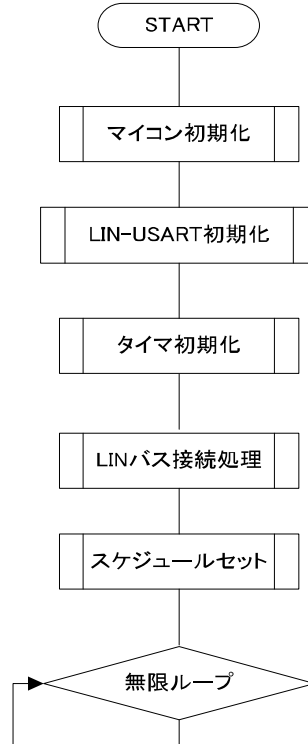 START
マイコン初期化
LIN-USART初期化
タイマ初期化
LINバス接続処理
スケジュールセット
無限ループ